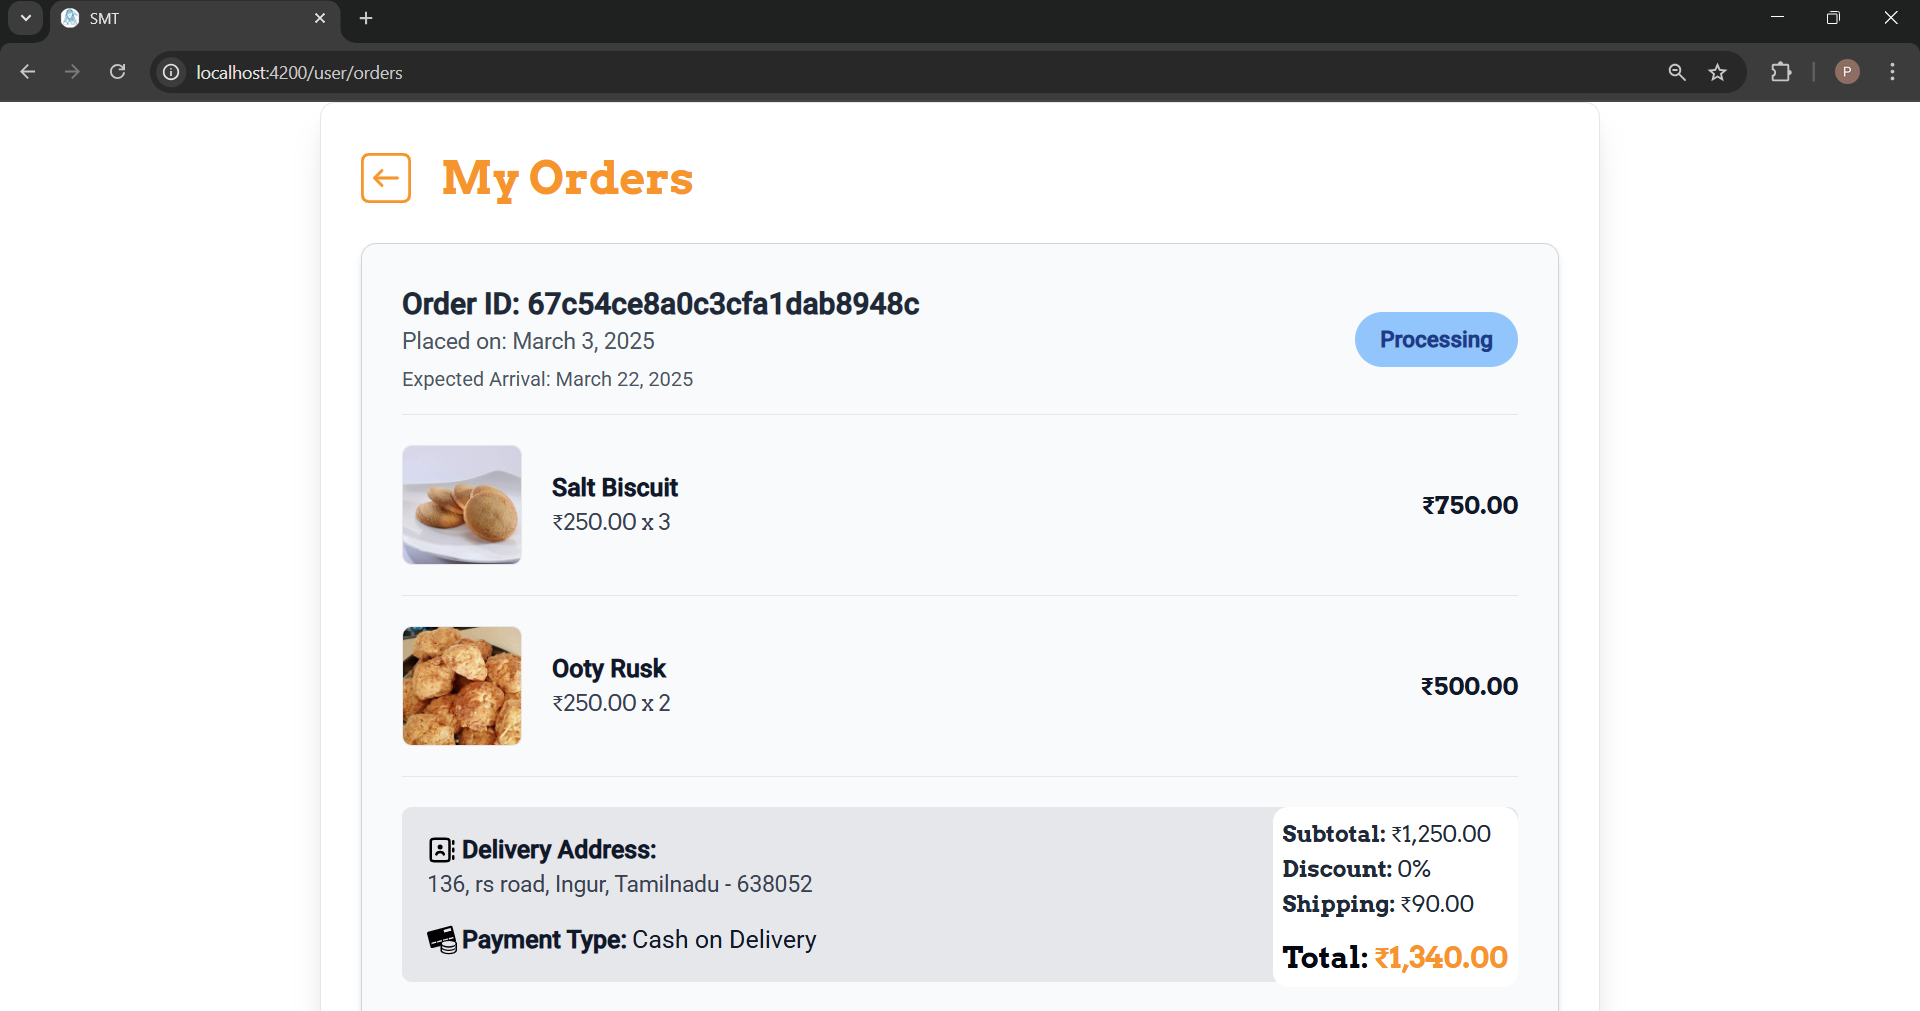 SMT
localhost:4200/user/orders
P
My Orders
Order ID: 67c54ce8a0c3cfa1dab8948c
Placed on: March 3, 2025
Processing
Expected Arrival: March 22, 2025
Salt Biscuit
₹250.00 x 3
₹750.00
Ooty Rusk
₹250.00 x 2
₹500.00
Delivery Address:
136, rs road, Ingur, Tamilnadu - 638052
Payment Type: Cash on Delivery
Subtotal: ₹1,250.00
Discount: 0%
Shipping: ₹90.00
Total: ₹1,340.00